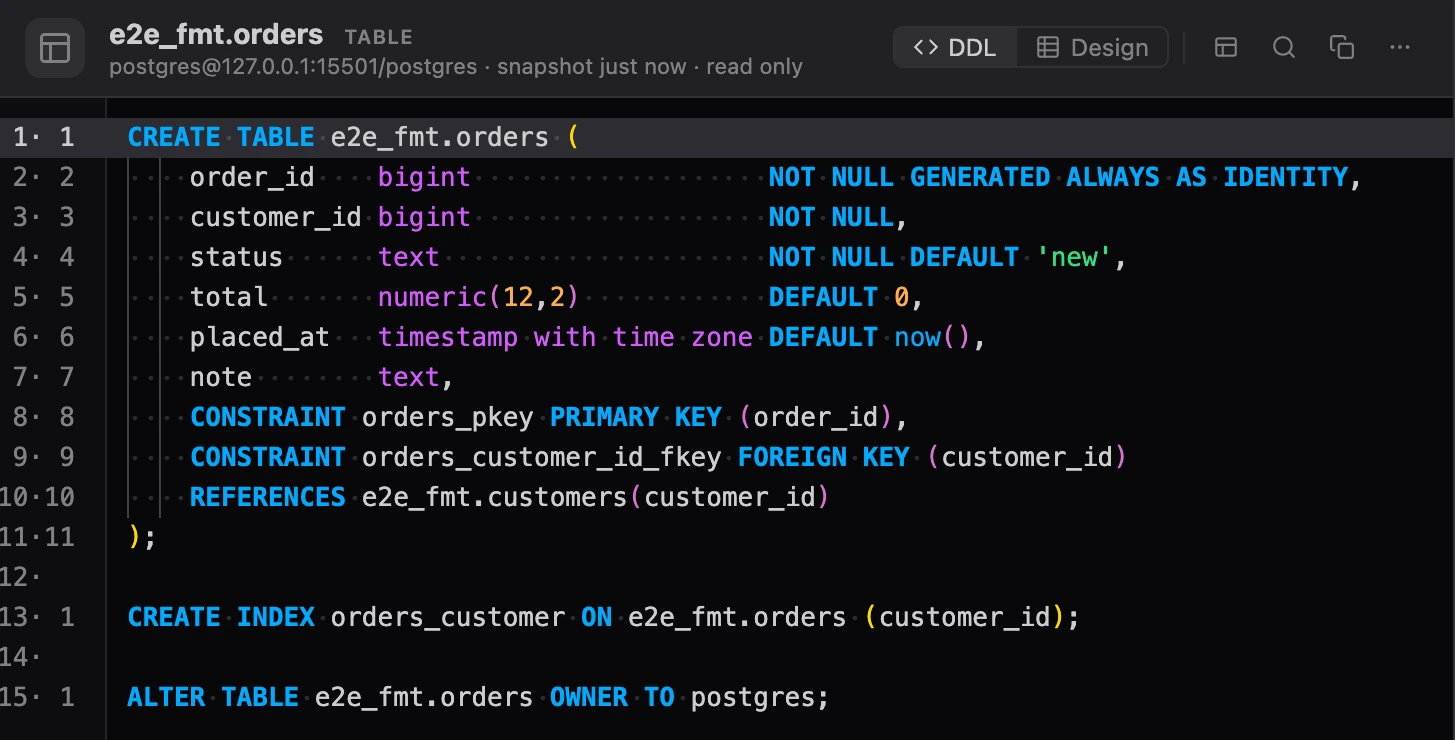 e2e_fmt.orders TABLE
postgres@127.0.0.1:15501/postgres · snapshot just now · read only
<> DDL Design
1· 1 CREATE TABLE e2e_fmt.orders (
2· 2     order_id    bigint                   NOT NULL GENERATED ALWAYS AS IDENTITY,
3· 3     customer_id bigint                   NOT NULL,
4· 4     status      text                     NOT NULL DEFAULT 'new',
5· 5     total       numeric(12,2)            DEFAULT 0,
6· 6     placed_at   timestamp with time zone DEFAULT now(),
7· 7     note        text,
8· 8     CONSTRAINT orders_pkey PRIMARY KEY (order_id),
9· 9     CONSTRAINT orders_customer_id_fkey FOREIGN KEY (customer_id)
10·10     REFERENCES e2e_fmt.customers(customer_id)
11·11 );
12·
13· 1 CREATE INDEX orders_customer ON e2e_fmt.orders (customer_id);
14·
15· 1 ALTER TABLE e2e_fmt.orders OWNER TO postgres;